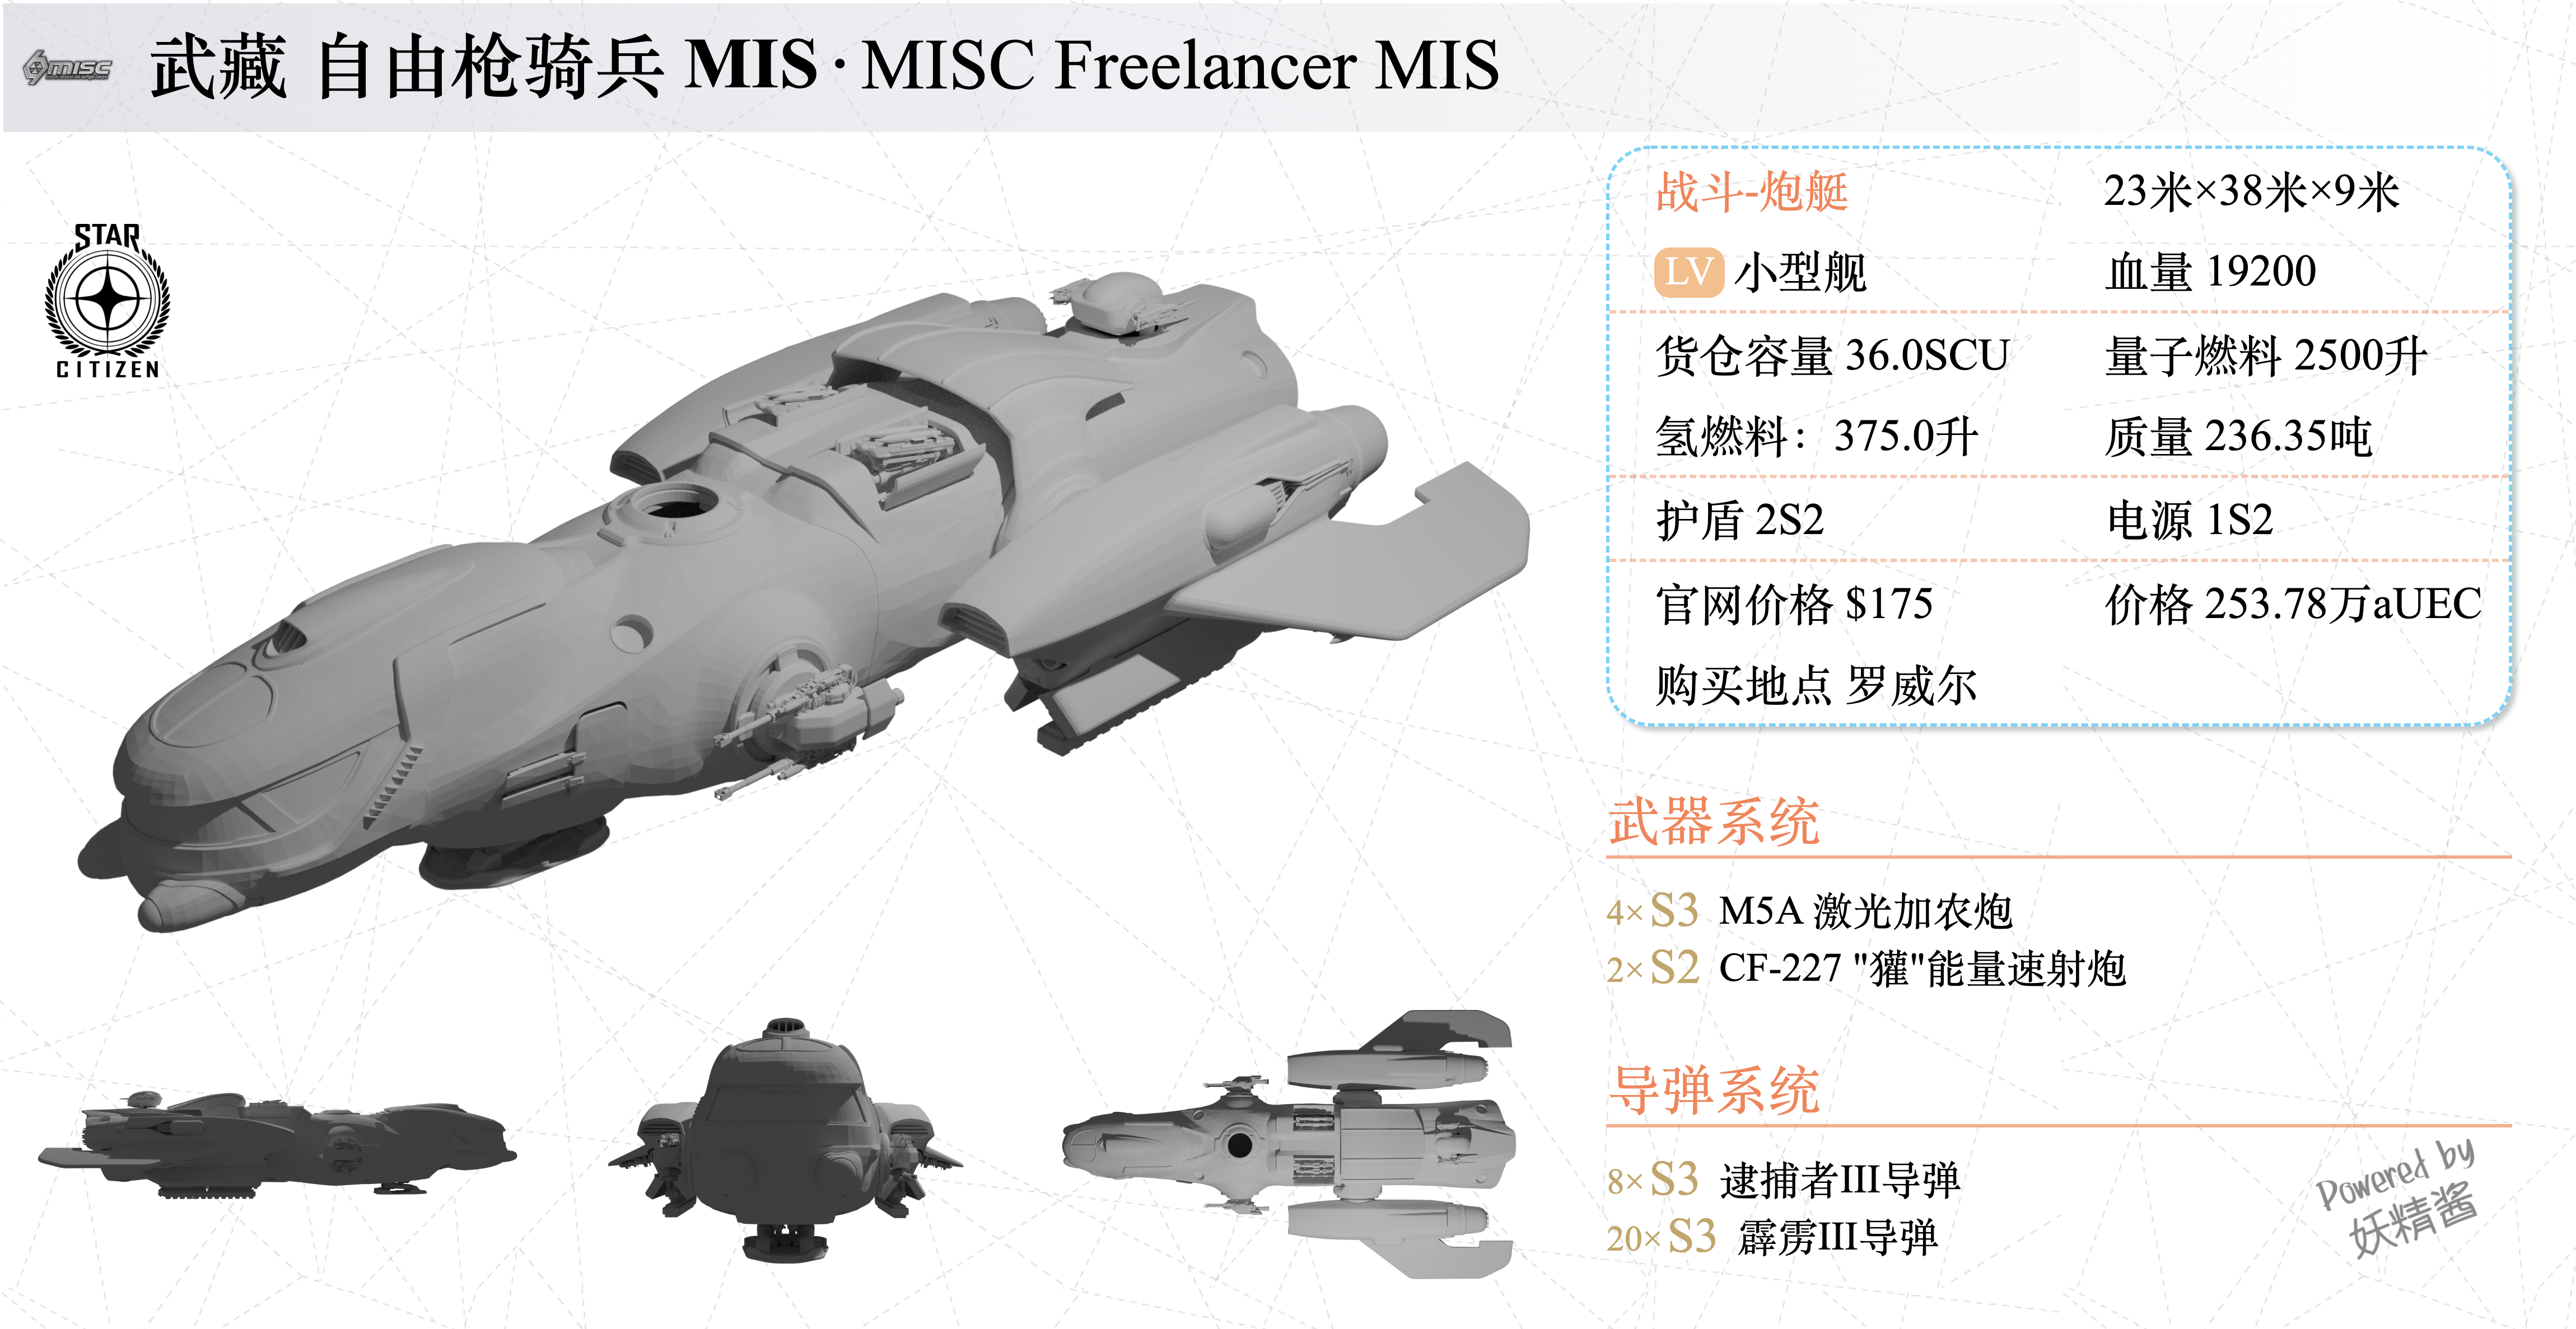 MISC 武藏 自由枪骑兵 MIS · MISC Freelancer MIS
STAR
CITIZEN
战斗-炮艇 23米×38米×9米
LV 小型舰 血量 19200
货仓容量 36.0SCU 量子燃料 2500升
氢燃料：375.0升 质量 236.35吨
护盾 2S2 电源 1S2
官网价格 $175 价格 253.78万aUEC
购买地点 罗威尔
武器系统
4× S3 M5A 激光加农炮
2× S2 CF-227 "獾"能量速射炮
导弹系统
8× S3 逮捕者III导弹
20× S3 霹雳III导弹
Powered by
妖精酱